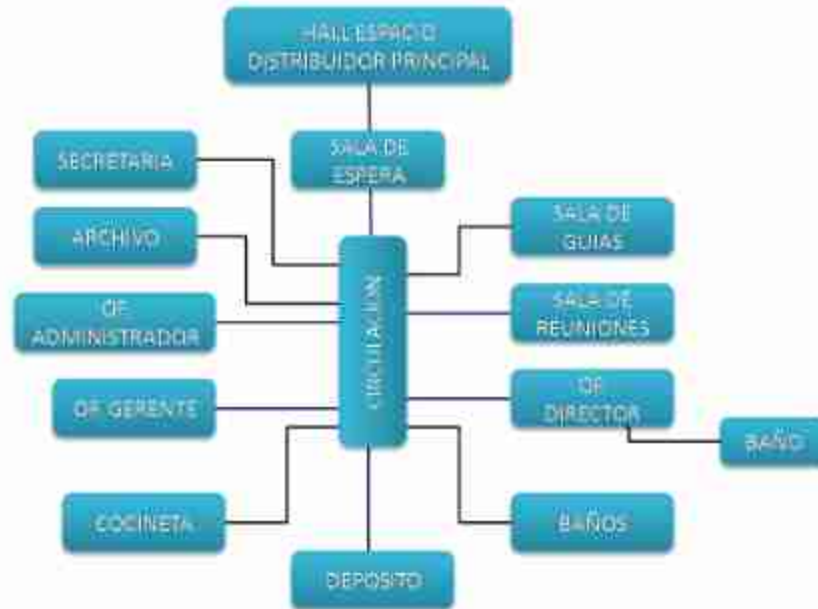 HALL ESPACIO
DISTRIBUIDOR PRINCIPAL
SECRETARIA
SALA DE
ESPERA
ARCHIVO
SALA DE
GUIAS
OF
ADMINISTRADOR
CIRCULACION
SALA DE
REUNIONES
OF GERENTE
OF
DIRECTOR
BAÑO
COCINETA
BAÑOS
DEPOSITO